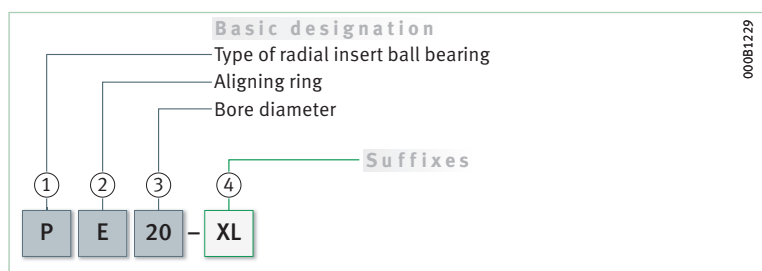 Basic designation
Type of radial insert ball bearing
Aligning ring
Bore diameter
Suffixes
1 2 3 4
P E 20 – XL
000B1229